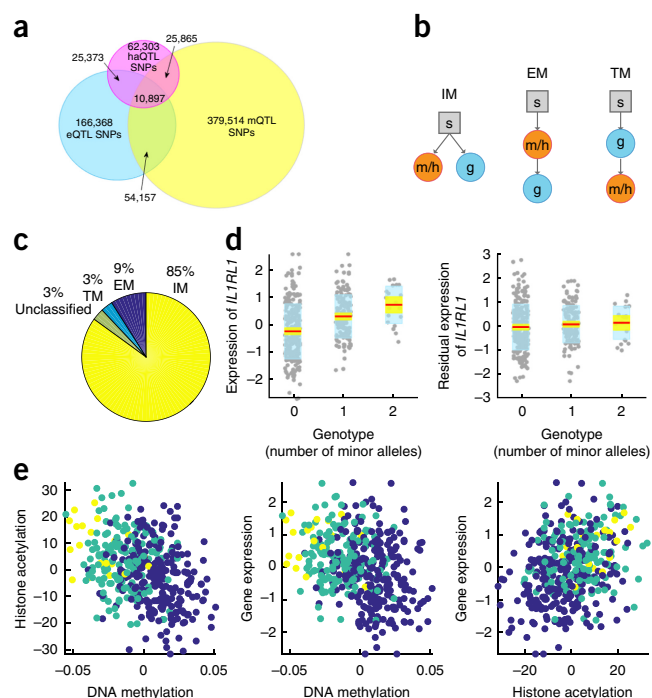 a
62,303
haQTL
SNPs
25,865
25,373
10,897
166,368
eQTL SNPs
379,514 mQTL
SNPs
54,157
b
IM
EM
TM
s
s
s
m/h
g
m/h
g
g
m/h
c
3%
Unclassified
3%
TM
9%
EM
85%
IM
d
Expression of IL1RL1
2
1
0
−1
−2
0
1
2
Genotype
(number of minor alleles)
Residual expression
of IL1RL1
3
2
1
0
−1
−2
−3
0
1
2
Genotype
(number of minor alleles)
e
Histone acetylation
30
20
10
0
−10
−20
−30
−0.05
0
0.05
DNA methylation
Gene expression
2
1
0
−1
−2
−0.05
0
0.05
DNA methylation
Gene expression
2
1
0
−1
−2
−20
0
20
Histone acetylation